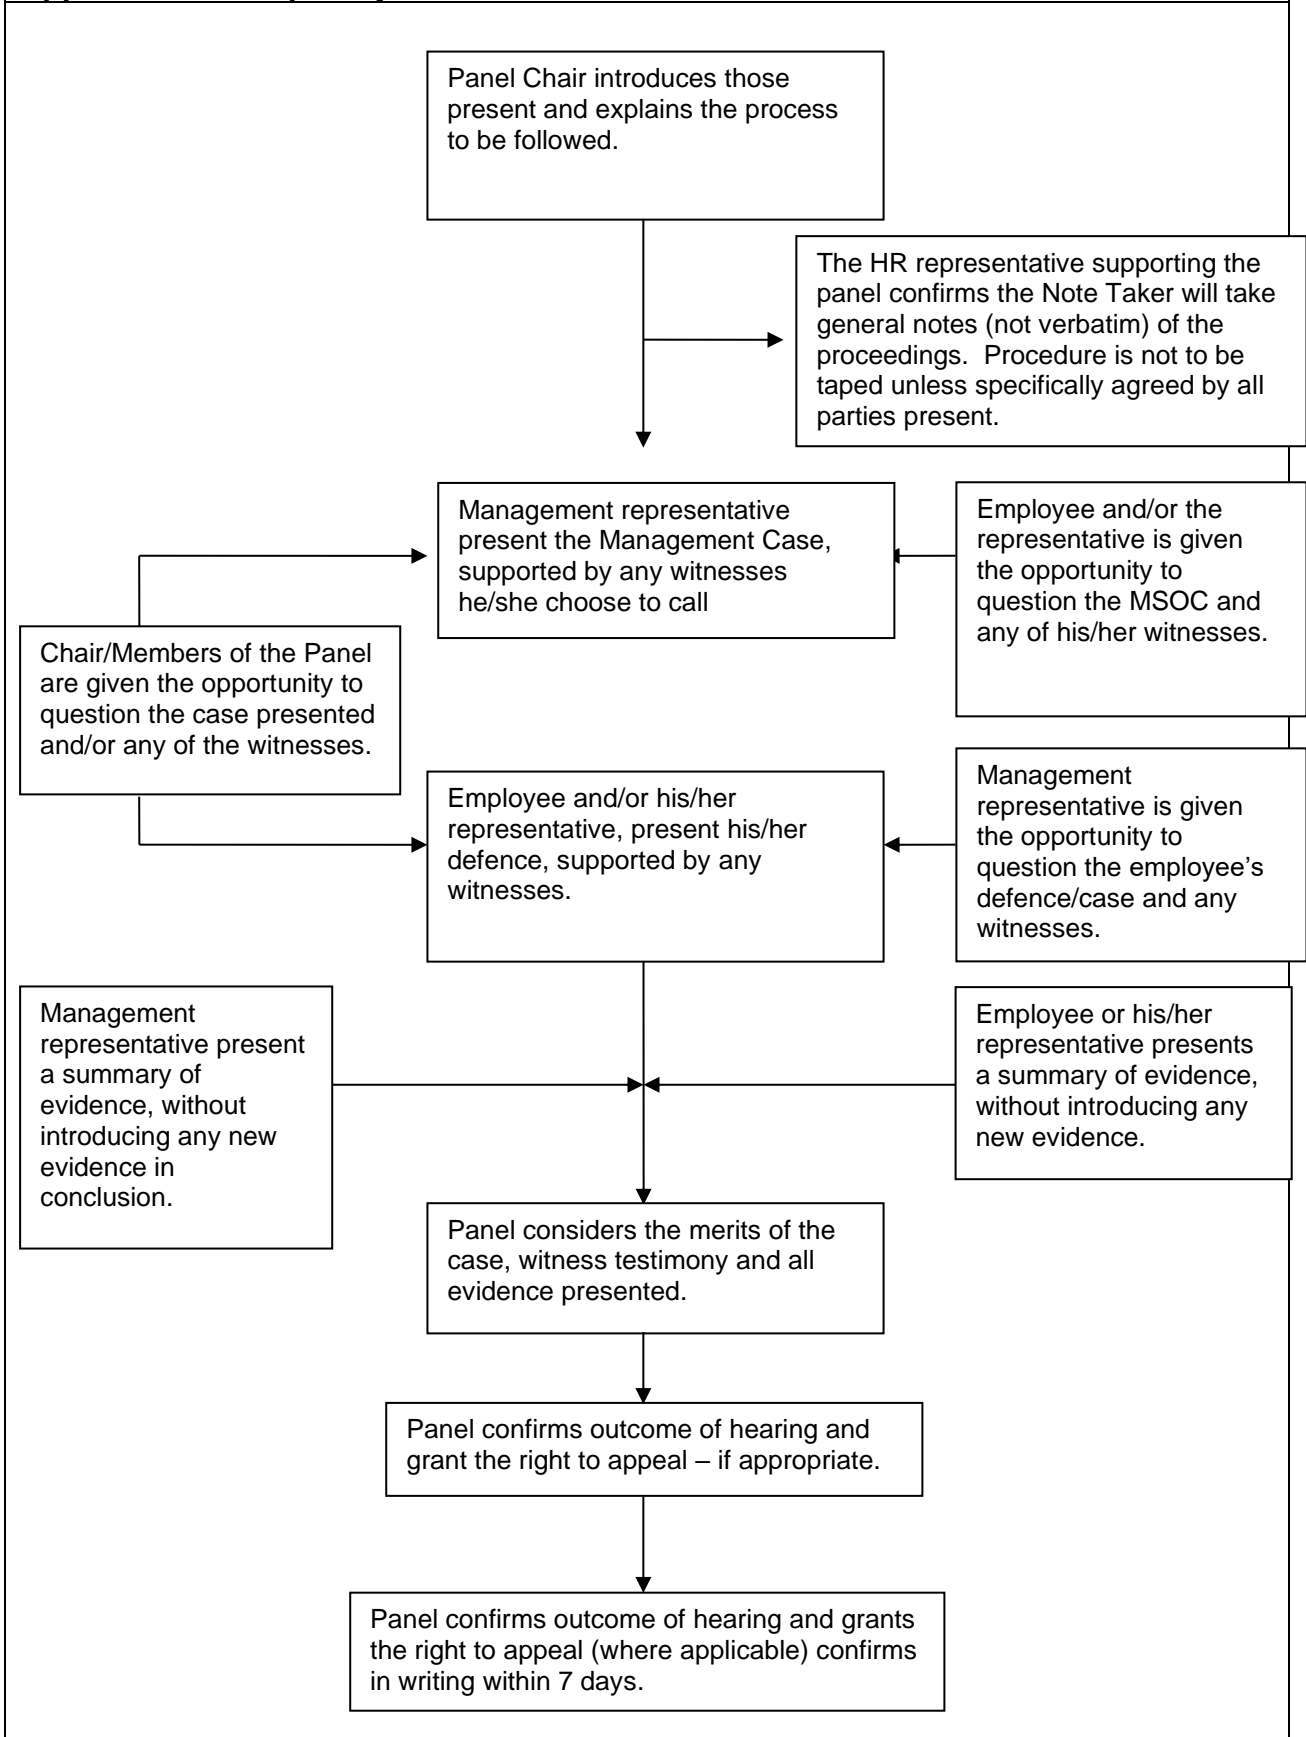 Panel Chair introduces those
present and explains the process
to be followed.
The HR representative supporting the
panel confirms the Note Taker will take
general notes (not verbatim) of the
proceedings.  Procedure is not to be
taped unless specifically agreed by all
parties present.
Management representative
present the Management Case,
supported by any witnesses
he/she choose to call
Employee and/or the
representative is given
the opportunity to
question the MSOC and
any of his/her witnesses.
Chair/Members of the Panel
are given the opportunity to
question the case presented
and/or any of the witnesses.
Employee and/or his/her
representative, present his/her
defence, supported by any
witnesses.
Management
representative is given
the opportunity to
question the employee’s
defence/case and any
witnesses.
Management
representative present
a summary of
evidence, without
introducing any new
evidence in
conclusion.
Employee or his/her
representative presents
a summary of evidence,
without introducing any
new evidence.
Panel considers the merits of the
case, witness testimony and all
evidence presented.
Panel confirms outcome of hearing and
grant the right to appeal – if appropriate.
Panel confirms outcome of hearing and grants
the right to appeal (where applicable) confirms
in writing within 7 days.